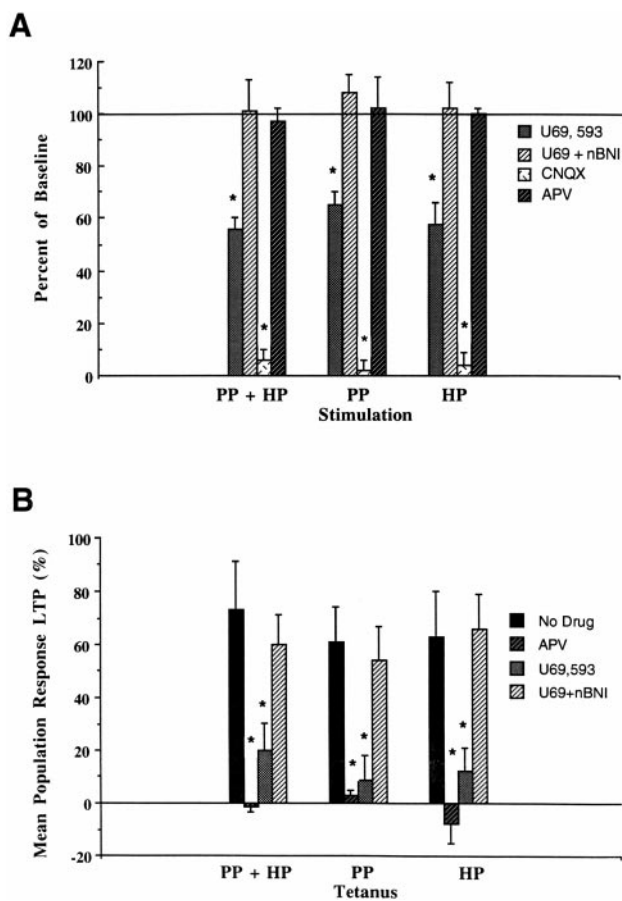 A
120
100
80
60
40
20
0
Percent of Baseline
*
*
*
*
*
*
U69, 593
U69 + nBNI
CNQX
APV
PP + HP
PP
HP
Stimulation
B
100
80
60
40
20
0
-20
Mean Population Response LTP (%)
*
*
*
*
*
*
No Drug
APV
U69,593
U69+nBNI
PP + HP
PP
HP
Tetanus